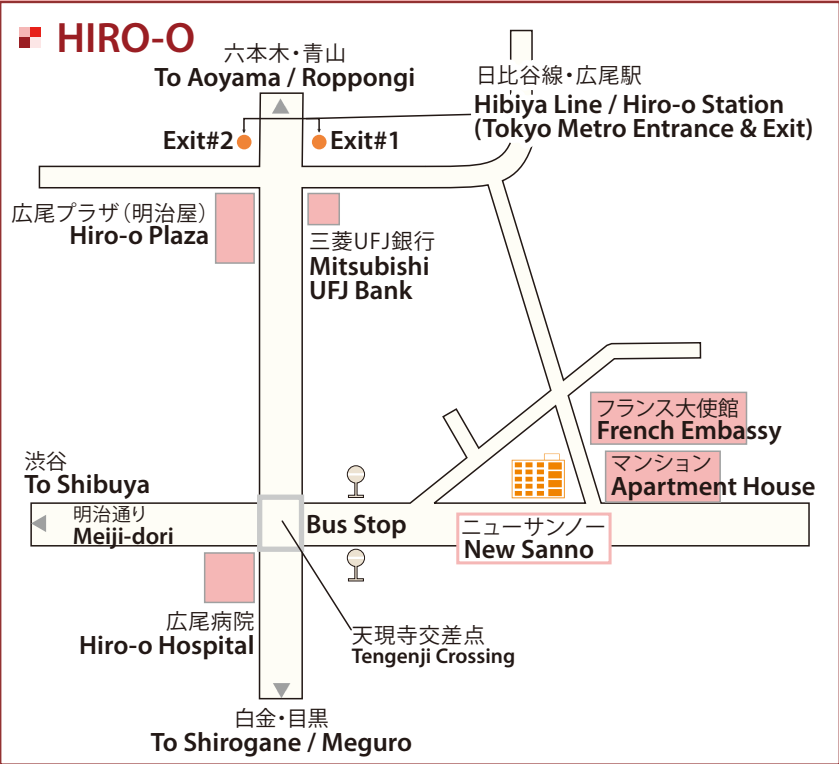 HIRO-O
六本木・青山
To Aoyama / Roppongi
日比谷線・広尾駅
Hibiya Line / Hiro-o Station
(Tokyo Metro Entrance & Exit)
Exit#2
Exit#1
広尾プラザ(明治屋)
Hiro-o Plaza
三菱UFJ銀行
Mitsubishi
UFJ Bank
フランス大使館
French Embassy
マンション
Apartment House
渋谷
To Shibuya
明治通り
Meiji-dori
Bus Stop
ニューサンノー
New Sanno
広尾病院
Hiro-o Hospital
天現寺交差点
Tengenji Crossing
白金・目黒
To Shirogane / Meguro